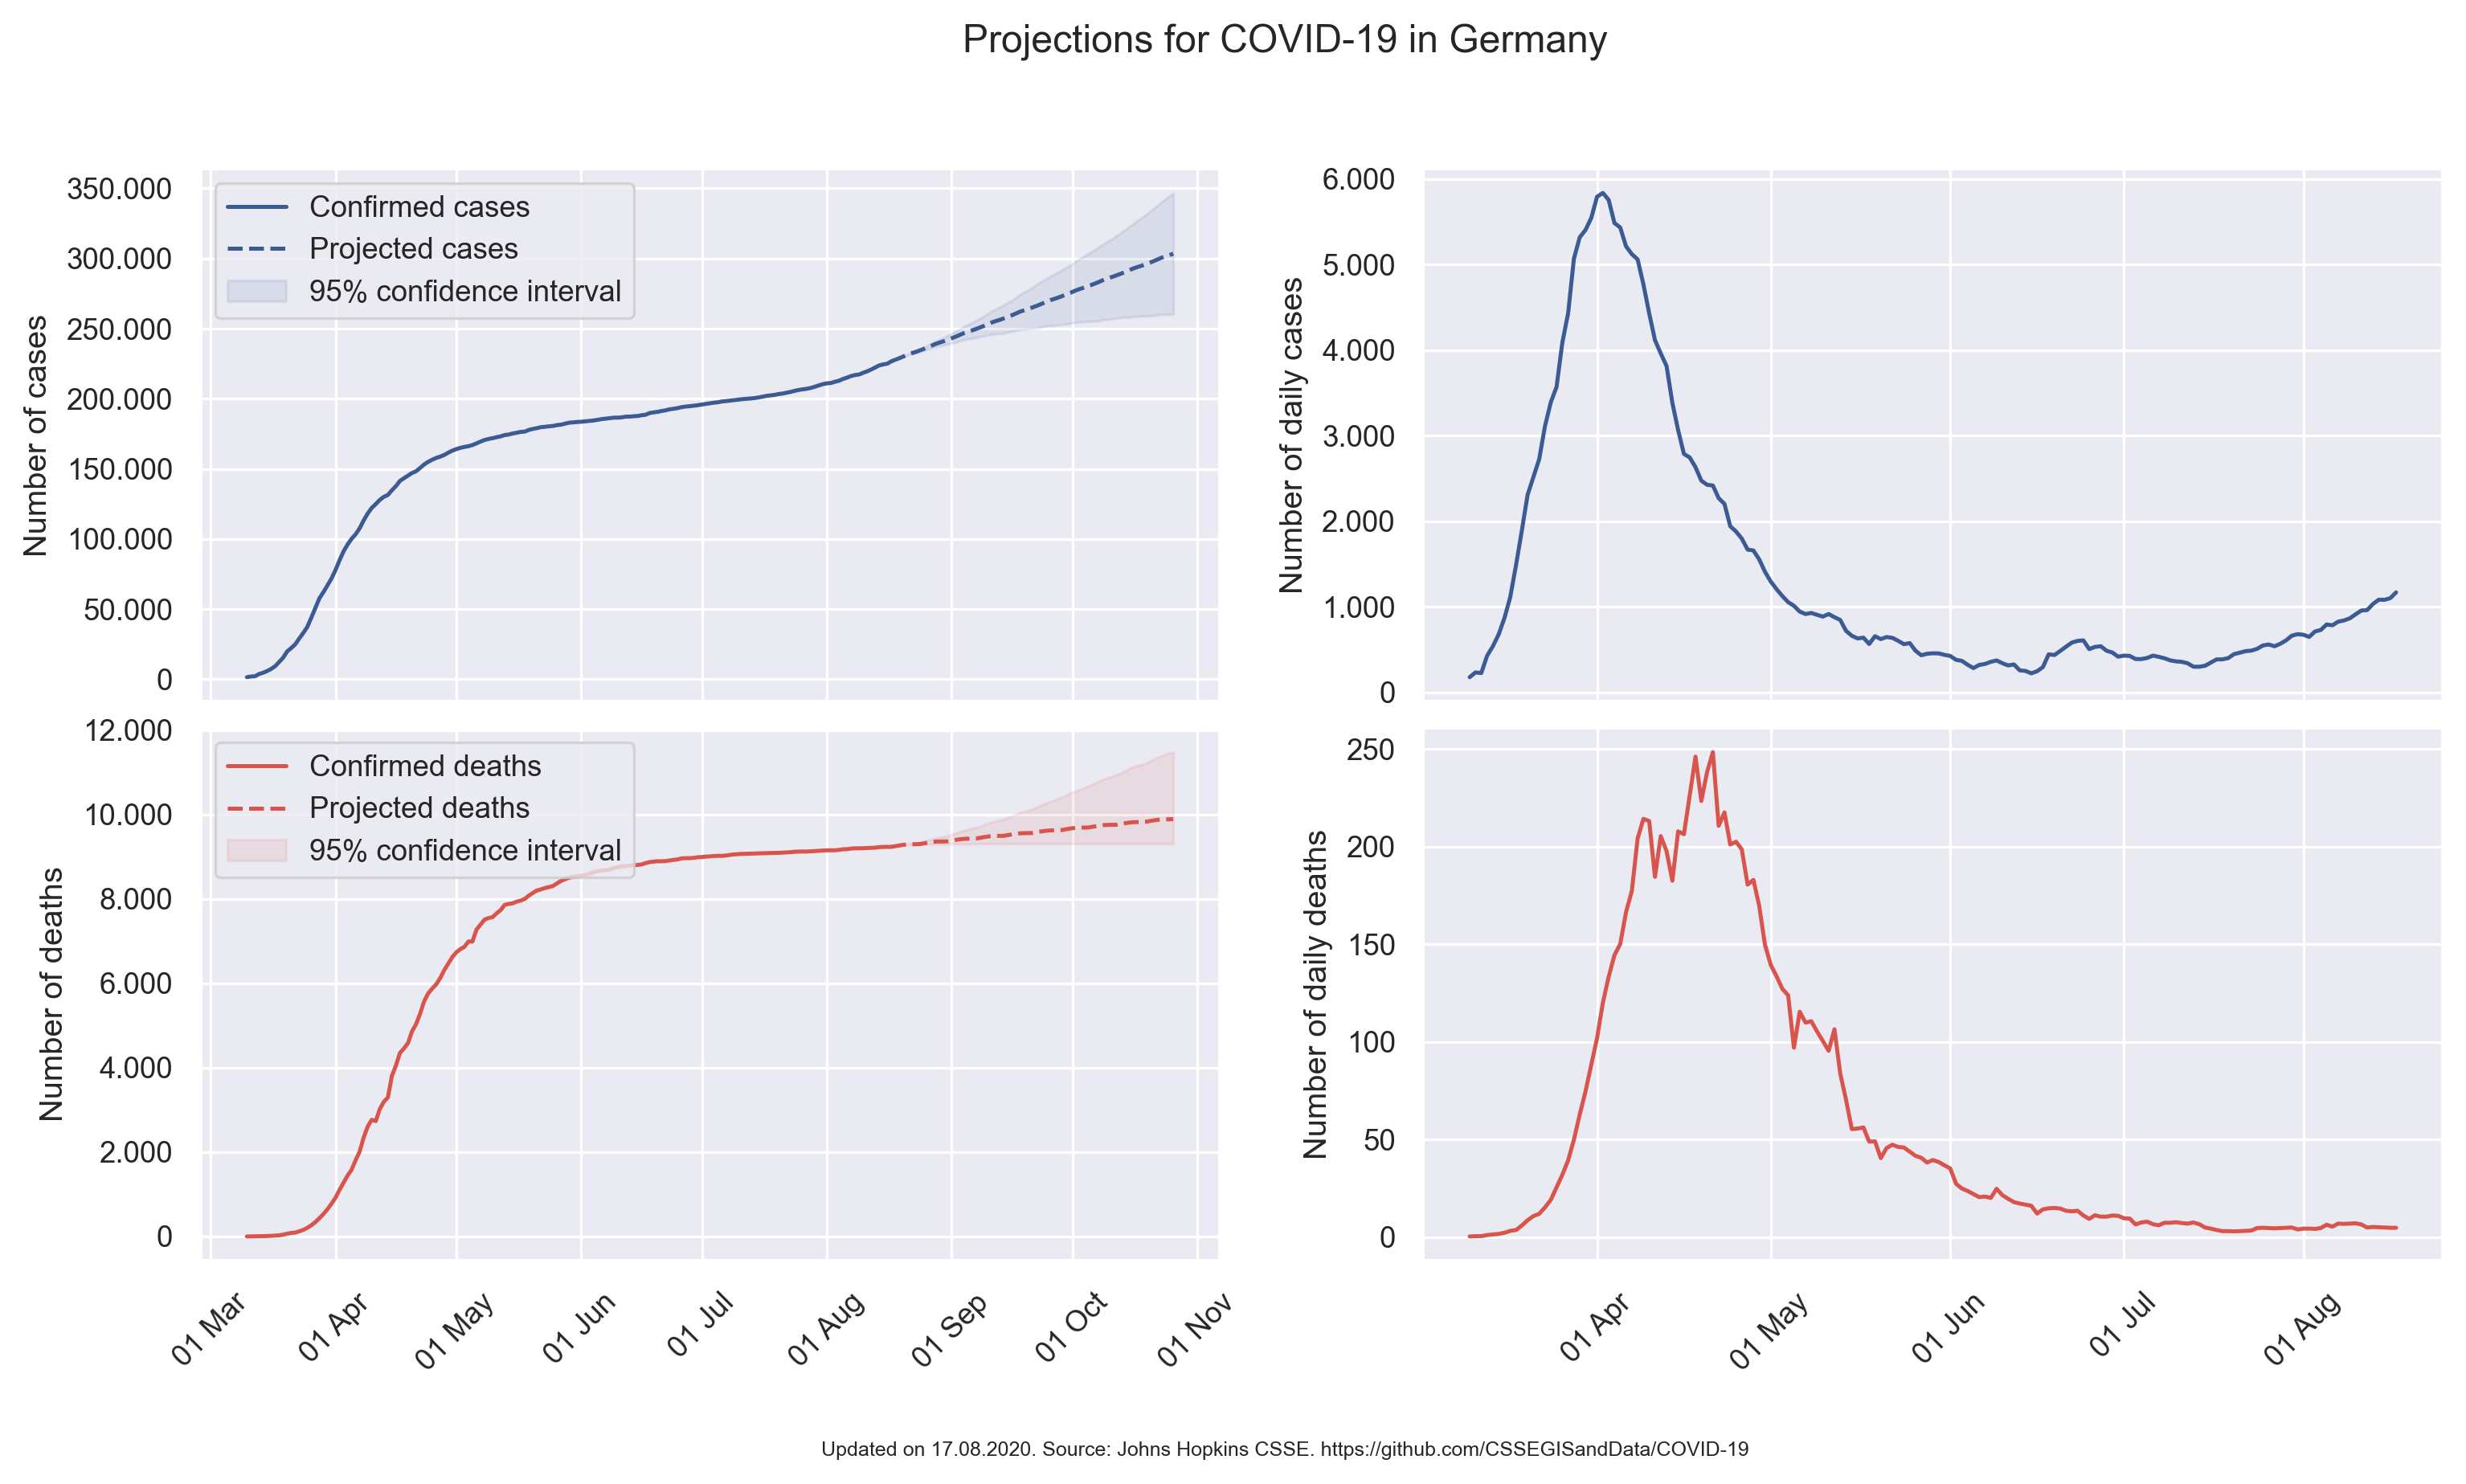 Projections for COVID-19 in Germany
350.000
300.000
250.000
200.000
150.000
100.000
50.000
0
Number of cases
Confirmed cases
Projected cases
95% confidence interval
6.000
5.000
4.000
3.000
2.000
1.000
0
Number of daily cases
12.000
10.000
8.000
6.000
4.000
2.000
0
Number of deaths
Confirmed deaths
Projected deaths
95% confidence interval
01 Mar
01 Apr
01 May
01 Jun
01 Jul
01 Aug
01 Sep
01 Oct
01 Nov
250
200
150
100
50
0
Number of daily deaths
01 Apr
01 May
01 Jun
01 Jul
01 Aug
Updated on 17.08.2020. Source: Johns Hopkins CSSE. https://github.com/CSSEGISandData/COVID-19